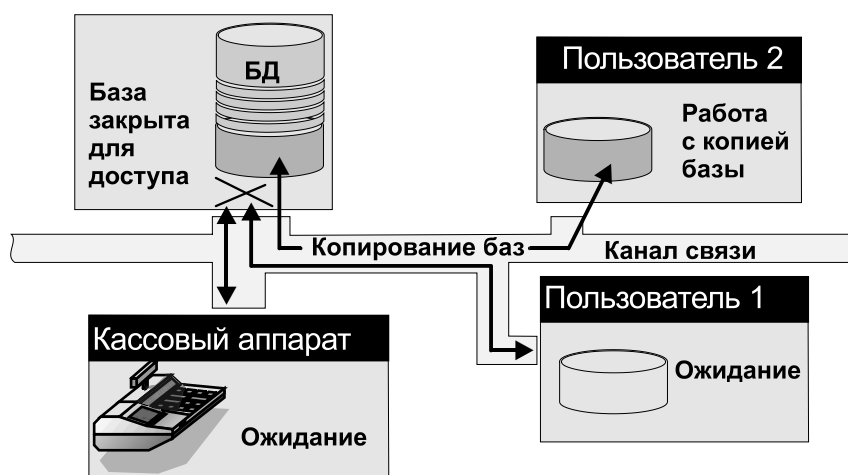 БД
База
закрыта
для
доступа
Пользователь 2
Работа
с копией
базы
Копирование баз
Канал связи
Пользователь 1
Ожидание
Кассовый аппарат
Ожидание